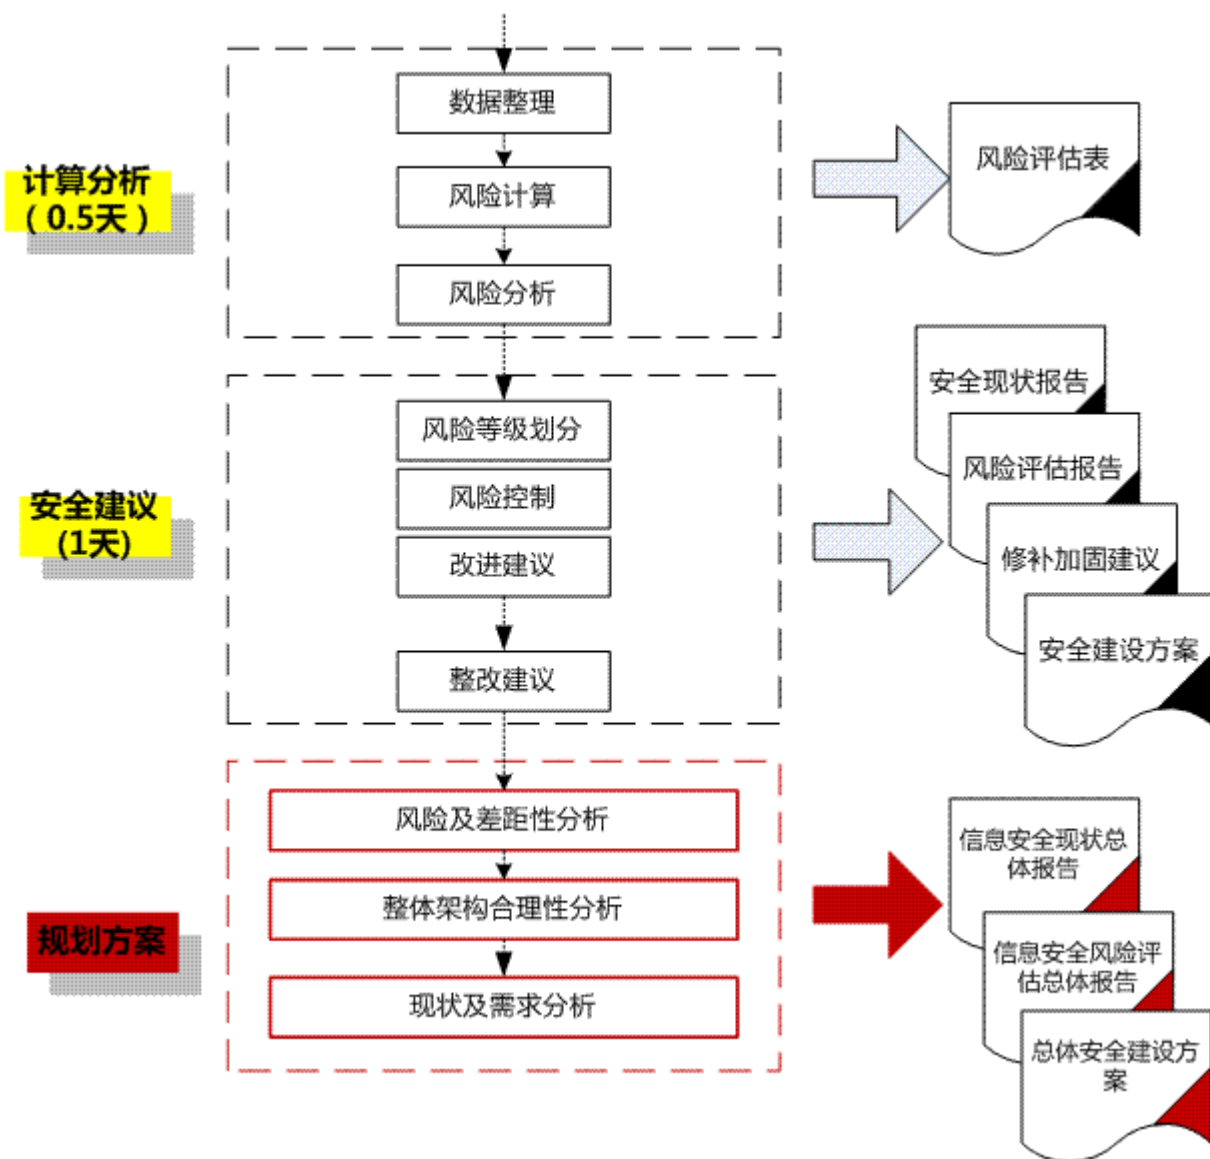 数据整理
计算分析
（0.5天）
风险计算
风险分析
风险评估表
风险等级划分
安全建议
(1天)
风险控制
改进建议
整改建议
安全现状报告
风险评估报告
修补加固建议
安全建设方案
规划方案
风险及差距性分析
整体架构合理性分析
现状及需求分析
信息安全现状总
体报告
信息安全风险评
估总体报告
总体安全建设方
案